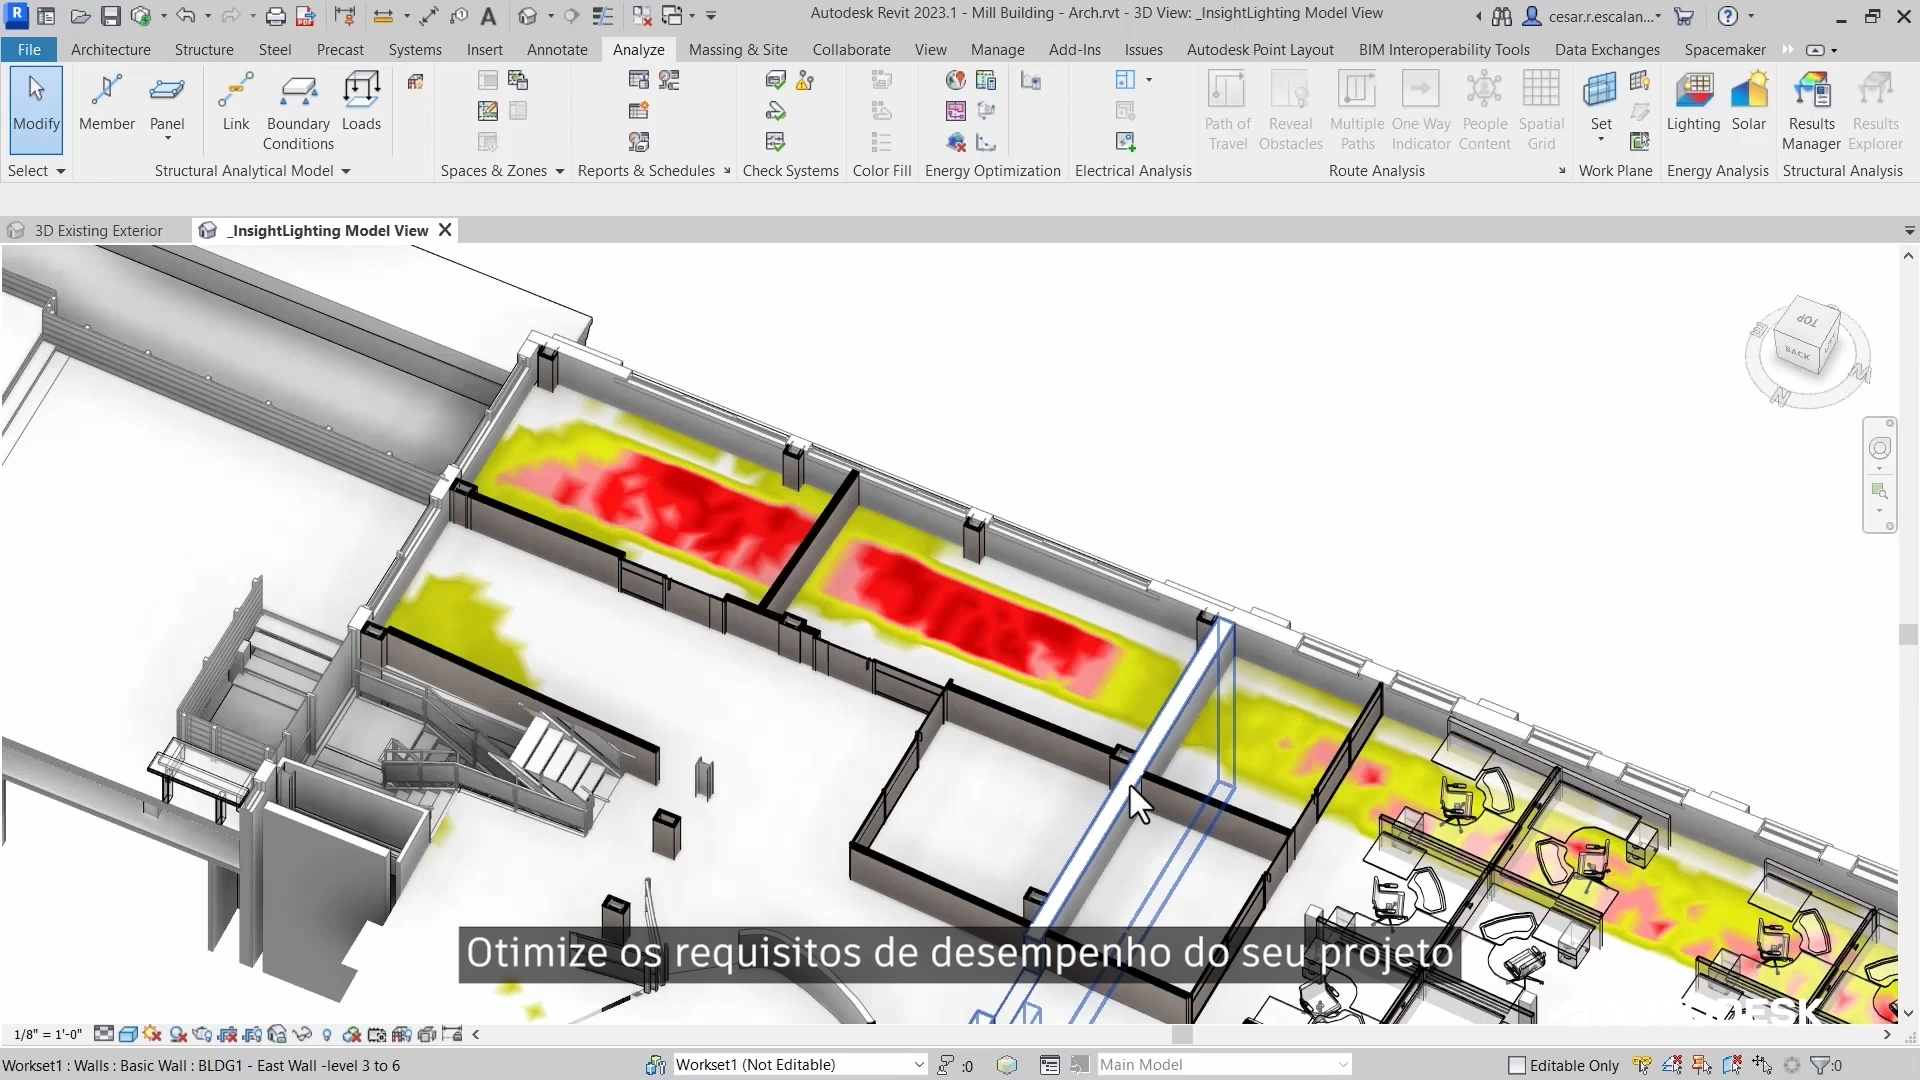 Autodesk Revit 2023.1 - Mill Building - Arch.rvt - 3D View: _InsightLighting Model View
cesar.r.escalan...
File Architecture Structure Steel Precast Systems Insert Annotate Analyze Massing & Site Collaborate View Manage Add-Ins Issues Autodesk Point Layout BIM Interoperability Tools Data Exchanges Spacemaker
Modify Member Panel Link Boundary Conditions Loads
Path of Travel Reveal Obstacles Multiple Paths One Way Indicator People Content Spatial Grid Set Lighting Solar Results Manager Results Explorer
Select Structural Analytical Model Spaces & Zones Reports & Schedules Check Systems Color Fill Energy Optimization Electrical Analysis Route Analysis Work Plane Energy Analysis Structural Analysis
3D Existing Exterior _InsightLighting Model View
TOP
BACK
E
W
N
Otimize os requisitos de desempenho do seu projeto
1/8" = 1'-0"
Workset1 : Walls : Basic Wall : BLDG1 - East Wall -level 3 to 6 Workset1 (Not Editable) :0 Main Model Editable Only :0